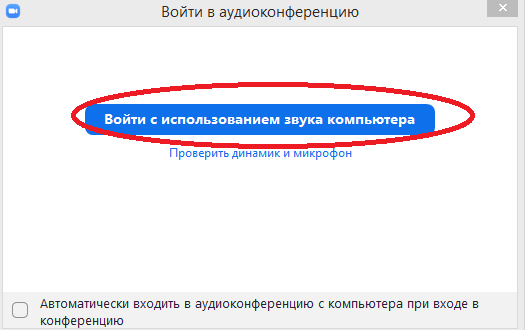 Войти в аудиоконференцию
Войти с использованием звука компьютера
Проверить динамик и микрофон
Автоматически входить в аудиоконференцию с компьютера при входе в
конференцию